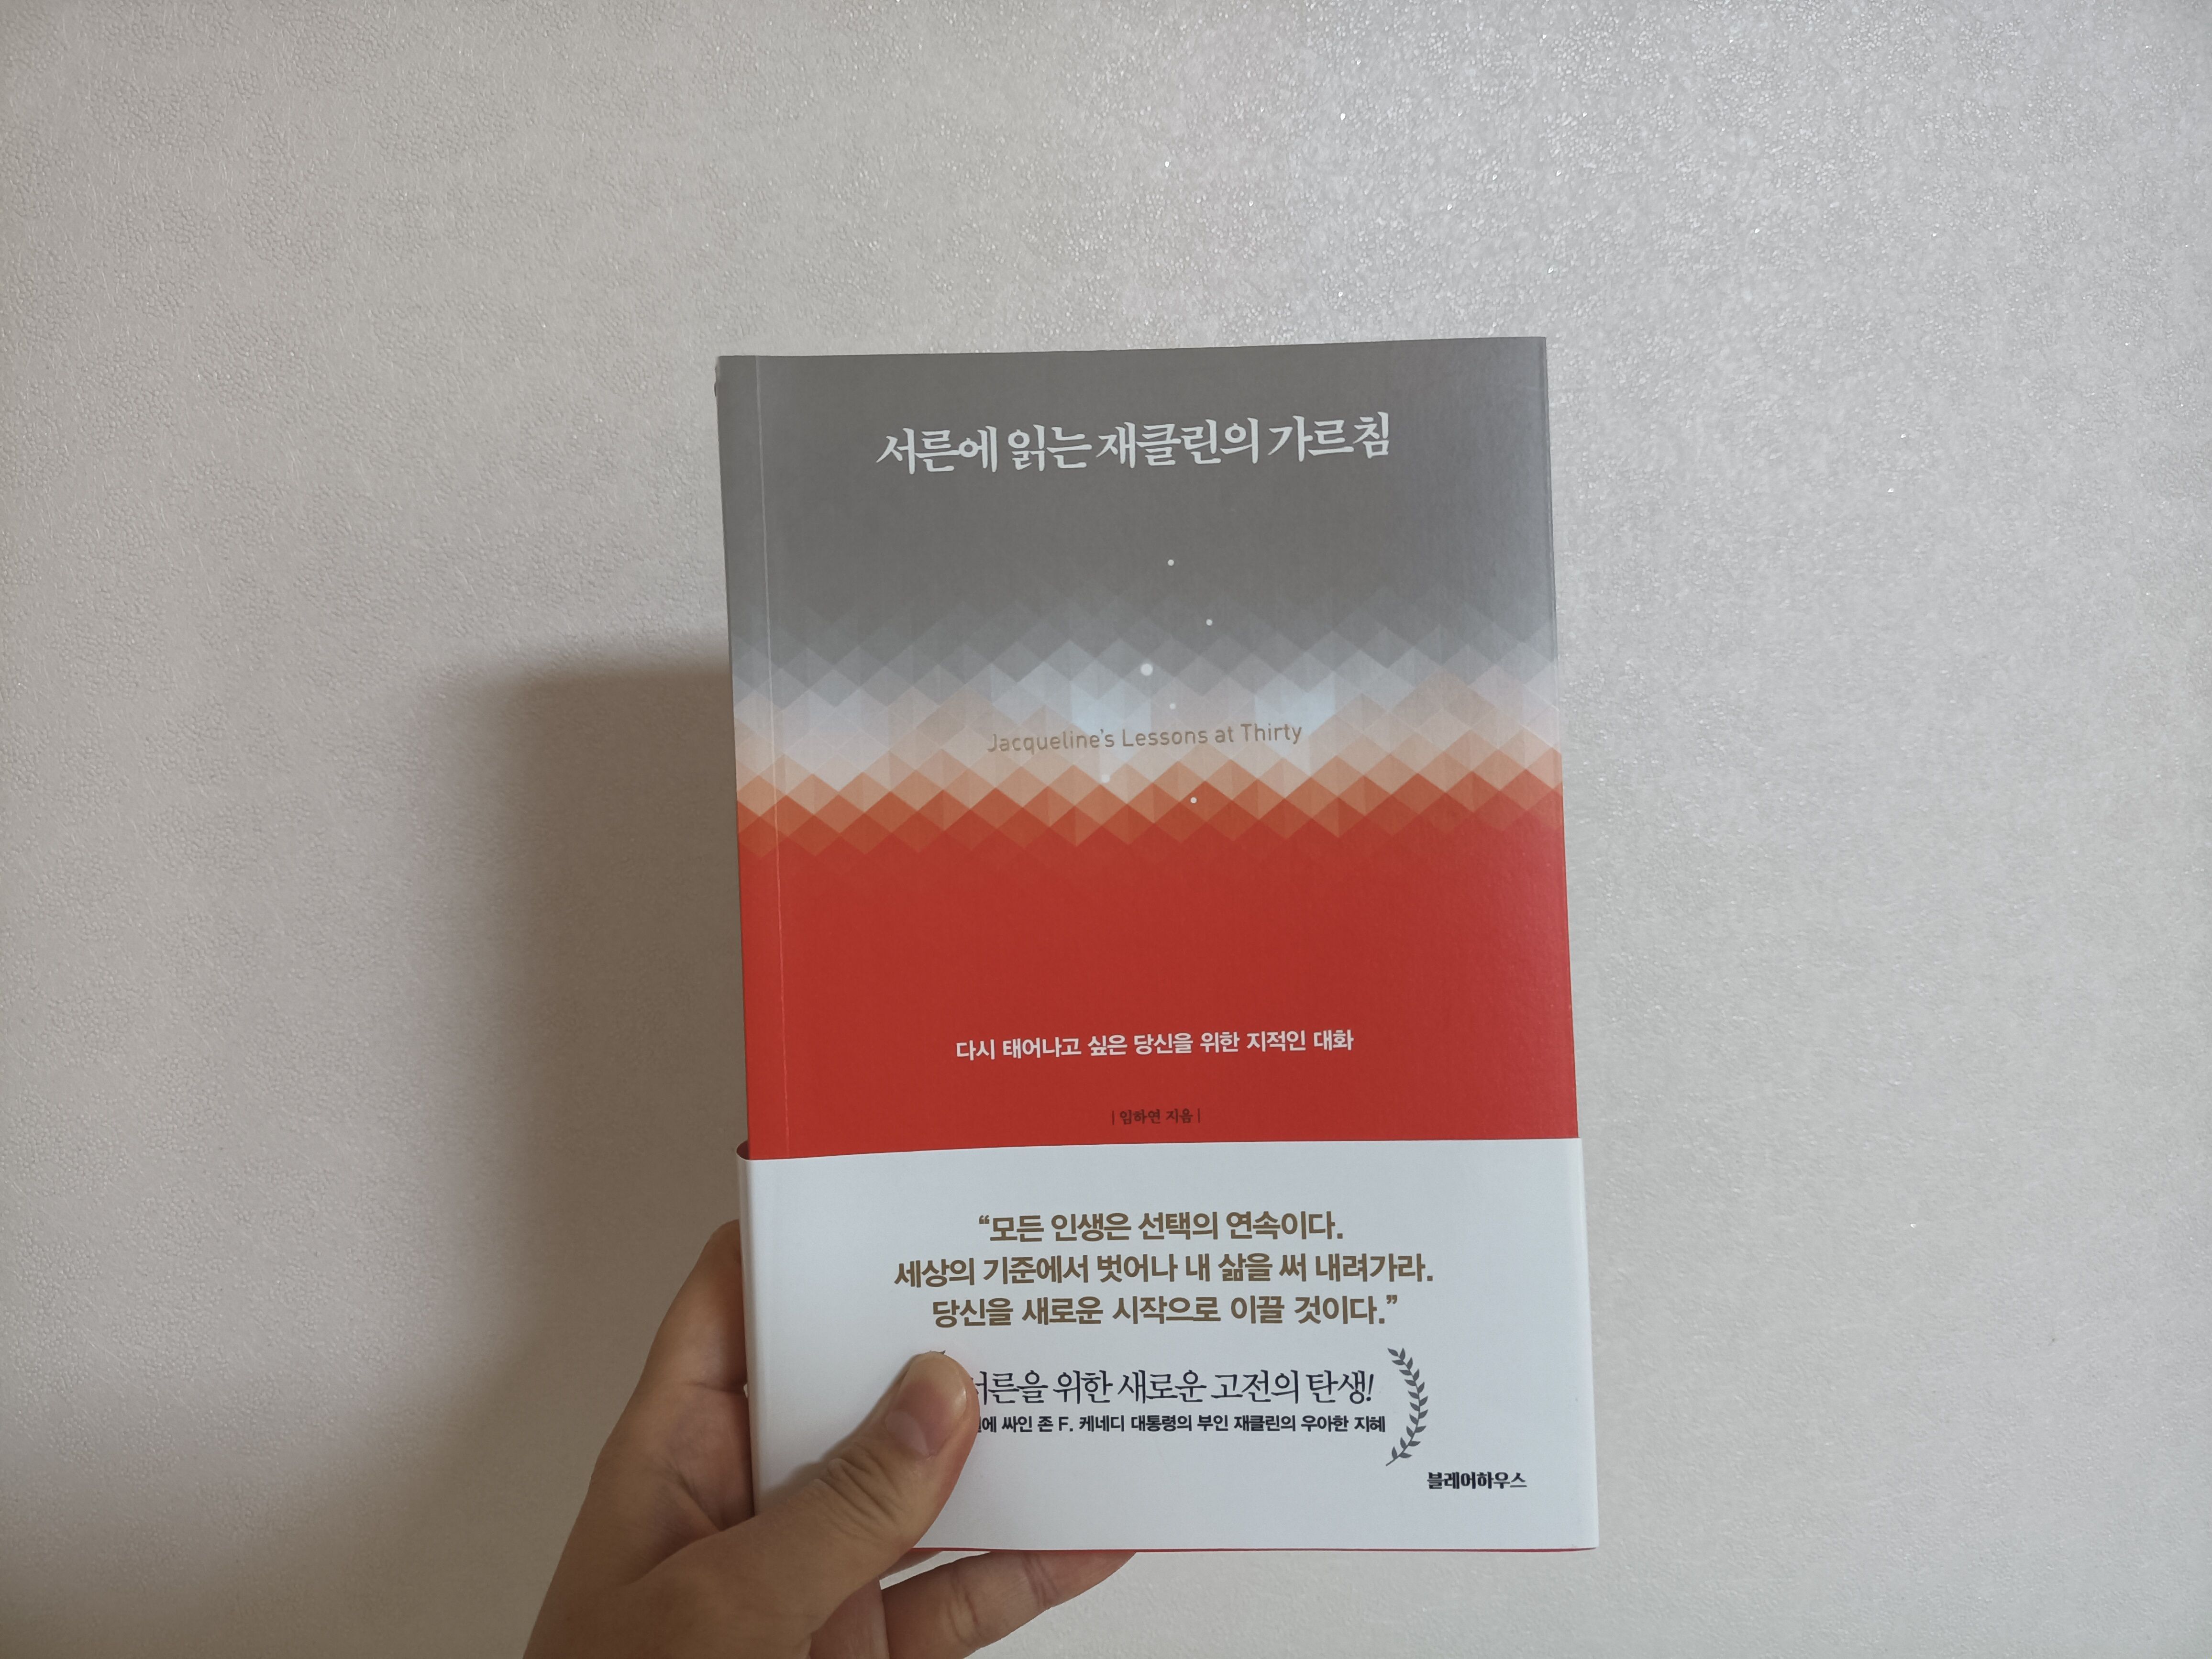 서른에 읽는 재클린의 가르침
Jacqueline's Lessons at Thirty
다시 태어나고 싶은 당신을 위한 지적인 대화
| 임하연 지음 |
“모든 인생은 선택의 연속이다.
세상의 기준에서 벗어나 내 삶을 써 내려가라.
당신을 새로운 시작으로 이끌 것이다.”
서른을 위한 새로운 고전의 탄생!
싸인 존 F. 케네디 대통령의 부인 재클린의 우아한 지혜
블레어하우스